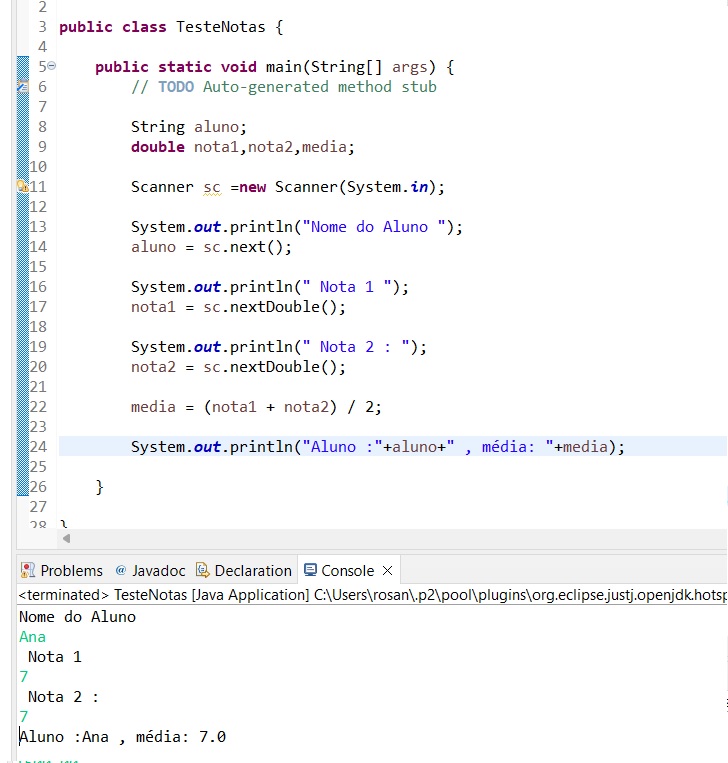 2
3 public class TesteNotas {
4
5 public static void main(String[] args) {
6 // TODO Auto-generated method stub
7
8 String aluno;
9 double nota1,nota2,media;
10
11 Scanner sc =new Scanner(System.in);
12
13 System.out.println("Nome do Aluno ");
14 aluno = sc.next();
15
16 System.out.println(" Nota 1 ");
17 nota1 = sc.nextDouble();
18
19 System.out.println(" Nota 2 : ");
20 nota2 = sc.nextDouble();
21
22 media = (nota1 + nota2) / 2;
23
24 System.out.println("Aluno :"+aluno+" , média: "+media);
25
26 }
27
28 }
Problems @ Javadoc Declaration Console
<terminated> TesteNotas [Java Application] C:\Users\rosan\.p2\pool\plugins\org.eclipse.justj.openjdk.hotsp
Nome do Aluno
Ana
 Nota 1
7
 Nota 2 :
7
Aluno :Ana , média: 7.0